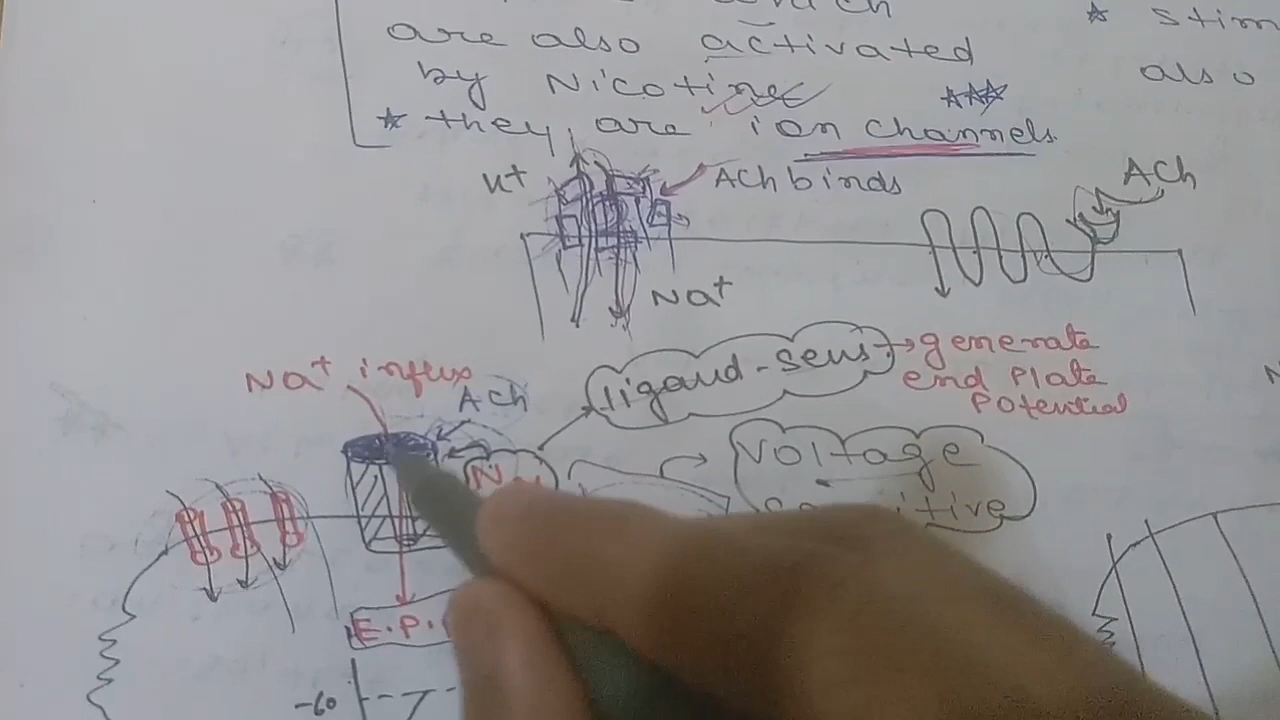 are also activated
by Nicotine
* they are ion channels
K+
ACh binds
ACh
Na+
* Stim
also
Na+ influx
ACh
ligand-sens.
generate
end plate
potential
voltage
E.P.
-60